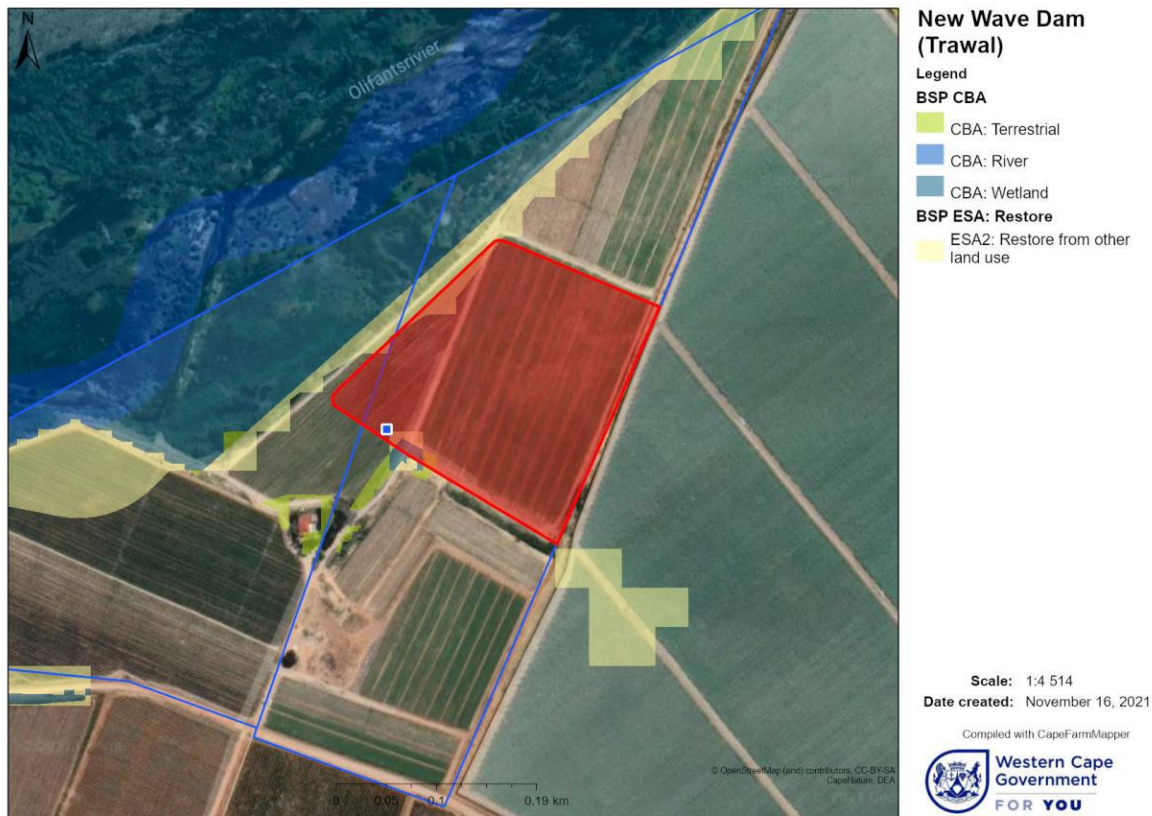 N
Olifantsrivier
0 0.05 0.1 0.19 km
© OpenStreetMap (and) contributors, CC-BY-SA
CapeNature, DEA
New Wave Dam
(Trawal)
Legend
BSP CBA
CBA: Terrestrial
CBA: River
CBA: Wetland
BSP ESA: Restore
ESA2: Restore from other
land use
Scale: 1:4 514
Date created: November 16, 2021
Compiled with CapeFarmMapper
Western Cape
Government
FOR YOU